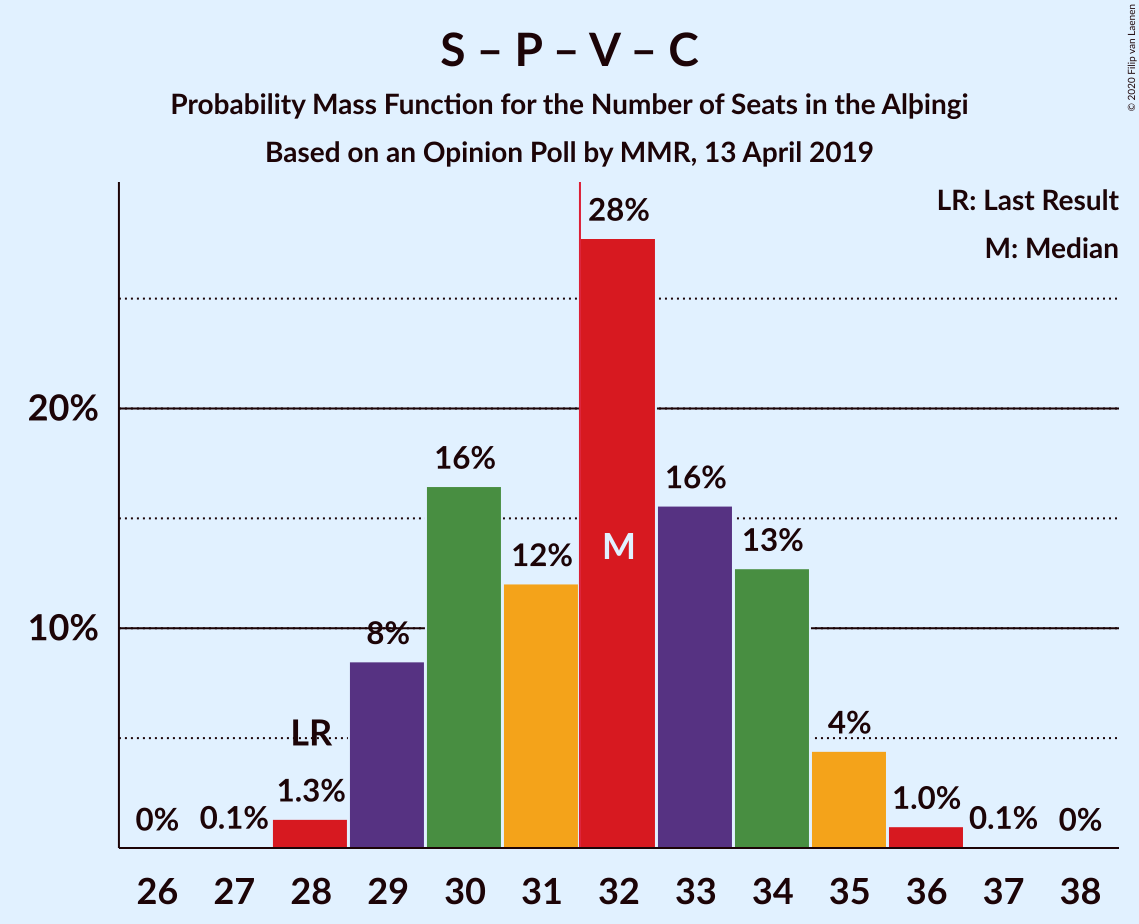 S – P – V – C
Probability Mass Function for the Number of Seats in the Alþingi
Based on an Opinion Poll by MMR, 13 April 2019
© 2020 Filip van Laenen
LR: Last Result
M: Median
20%
10%
0%
0.1%
1.3%
LR
8%
16%
12%
28%
M
16%
13%
4%
1.0%
0.1%
0%
26 27 28 29 30 31 32 33 34 35 36 37 38